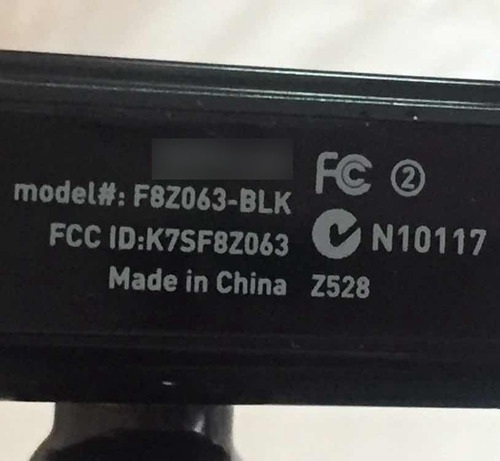 FC ②
model#: F8Z063-BLK
FCC ID:K7SF8Z063 N10117
Made in China Z528